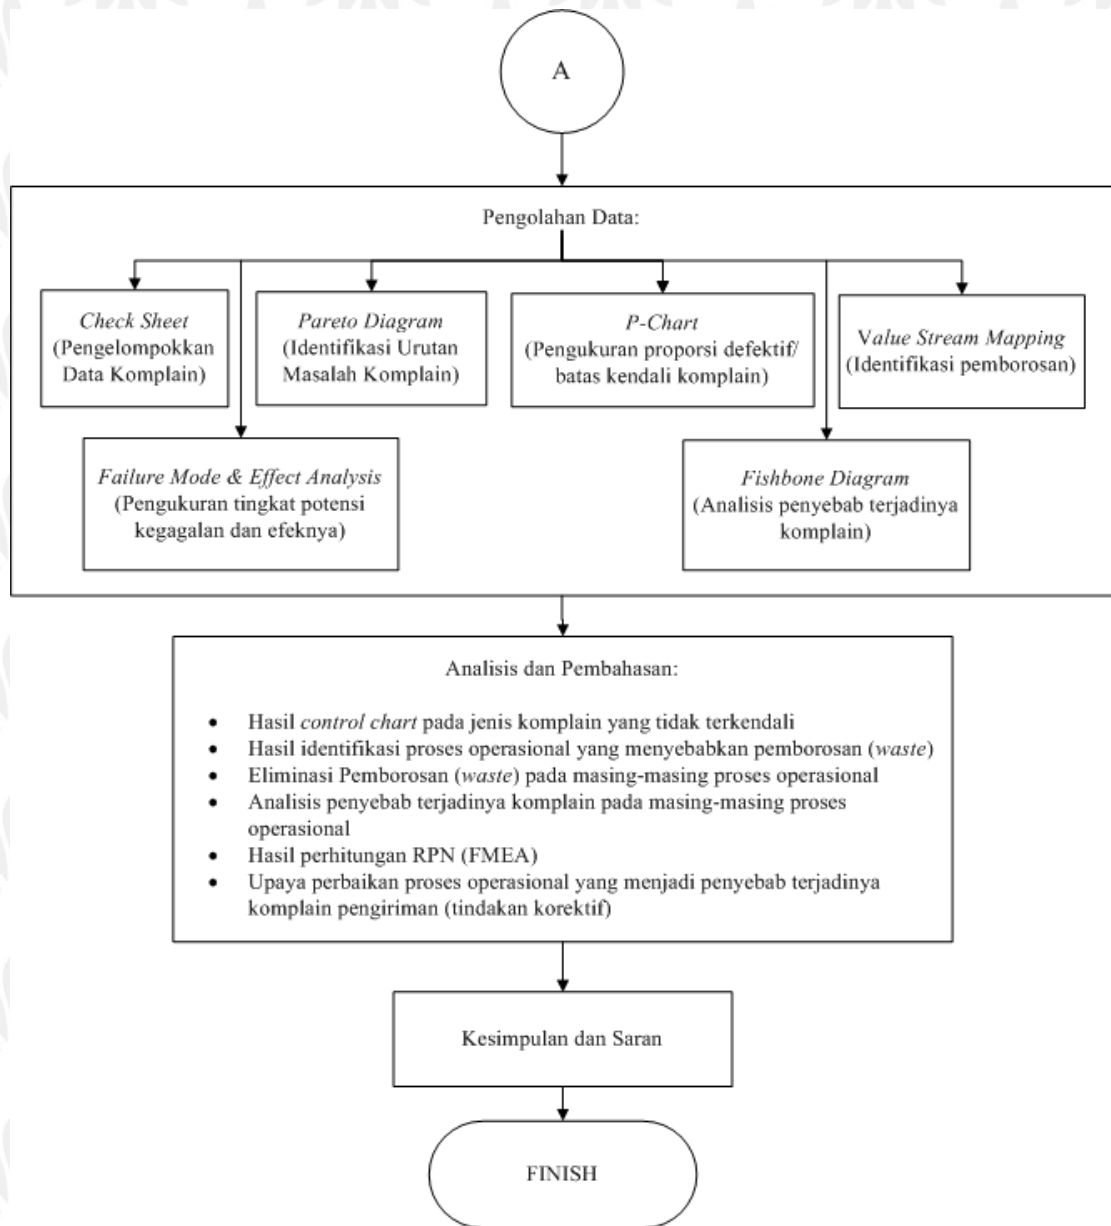 A
Pengolahan Data:
Check Sheet
(Pengelompokkan
Data Komplain)
Pareto Diagram
(Identifikasi Urutan
Masalah Komplain)
P-Chart
(Pengukuran proporsi defektif/
batas kendali komplain)
Value Stream Mapping
(Identifikasi pemborosan)
Failure Mode & Effect Analysis
(Pengukuran tingkat potensi
kegagalan dan efeknya)
Fishbone Diagram
(Analisis penyebab terjadinya
komplain)
Analisis dan Pembahasan:
• Hasil control chart pada jenis komplain yang tidak terkendali
• Hasil identifikasi proses operasional yang menyebabkan pemborosan (waste)
• Eliminasi Pemborosan (waste) pada masing-masing proses operasional
• Analisis penyebab terjadinya komplain pada masing-masing proses
operasional
• Hasil perhitungan RPN (FMEA)
• Upaya perbaikan proses operasional yang menjadi penyebab terjadinya
komplain pengiriman (tindakan korektif)
Kesimpulan dan Saran
FINISH